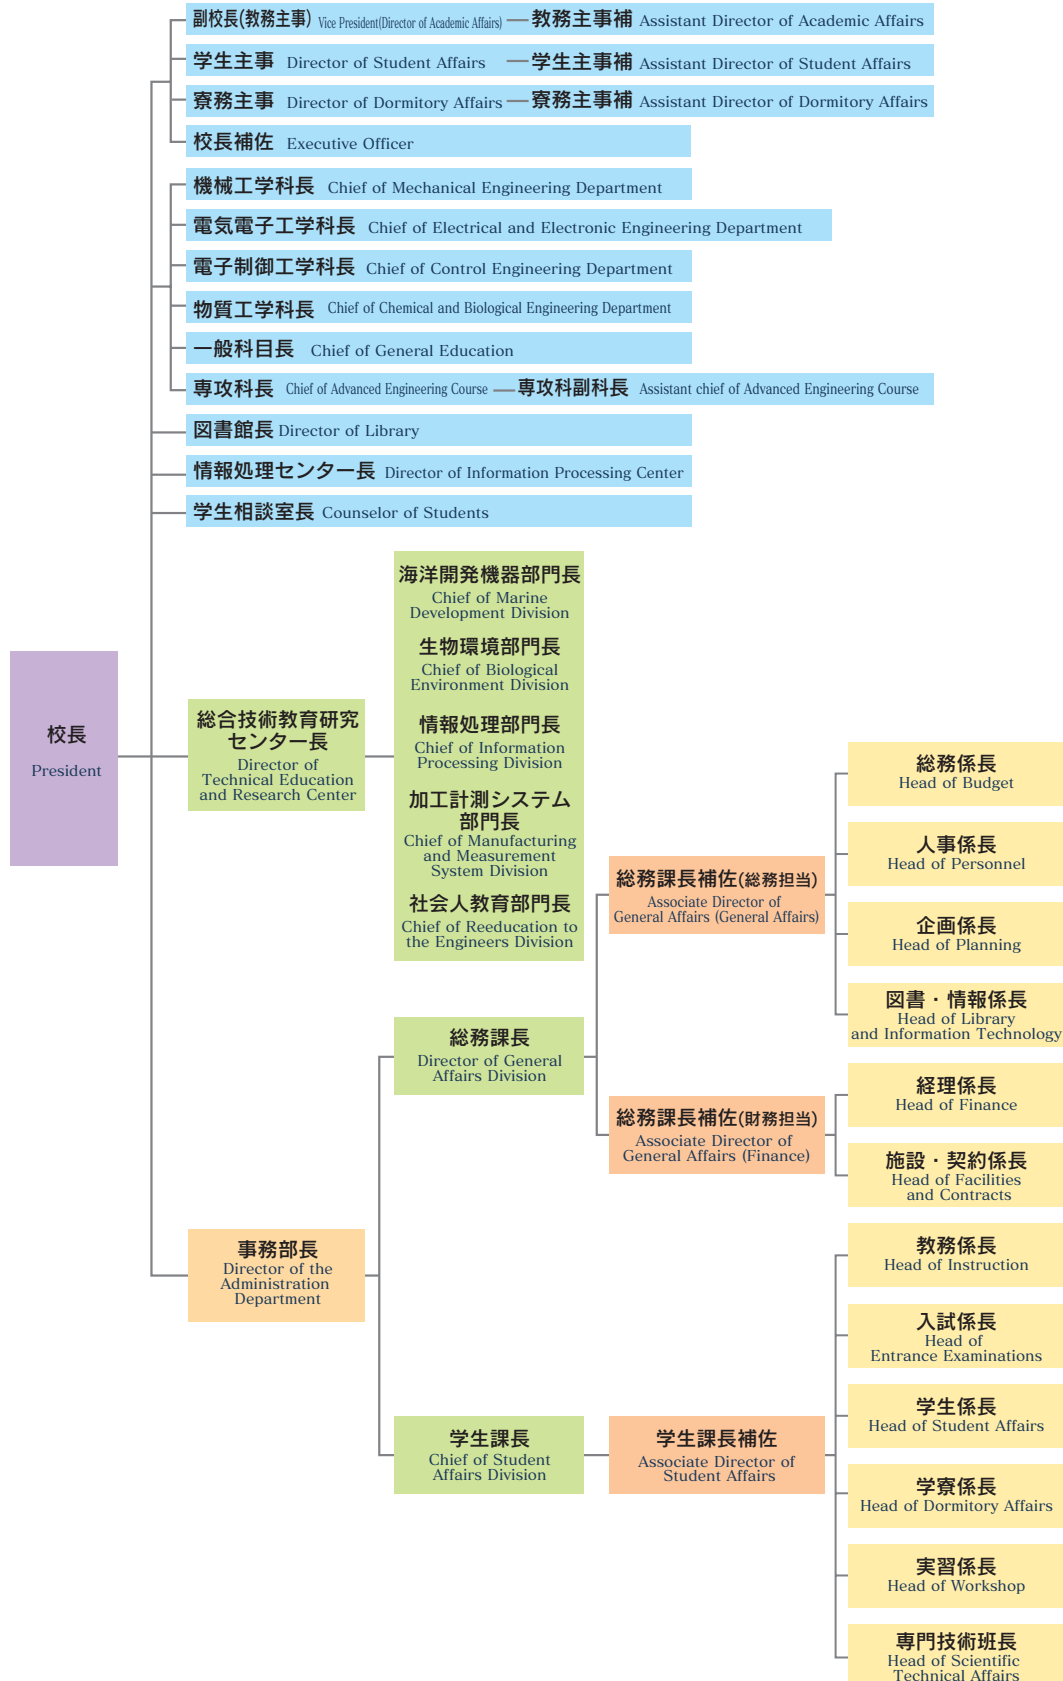 副校長(教務主事) Vice President(Director of Academic Affairs) 教務主事補 Assistant Director of Academic Affairs
学生主事 Director of Student Affairs 学生主事補 Assistant Director of Student Affairs
寮務主事 Director of Dormitory Affairs 寮務主事補 Assistant Director of Dormitory Affairs
校長補佐 Executive Officer
機械工学科長 Chief of Mechanical Engineering Department
電気電子工学科長 Chief of Electrical and Electronic Engineering Department
電子制御工学科長 Chief of Control Engineering Department
物質工学科長 Chief of Chemical and Biological Engineering Department
一般科目長 Chief of General Education
専攻科長 Chief of Advanced Engineering Course 専攻科副科長 Assistant chief of Advanced Engineering Course
図書館長 Director of Library
情報処理センター長 Director of Information Processing Center
学生相談室長 Counselor of Students
校長
President
総合技術教育研究
センター長
Director of
Technical Education
and Research Center
海洋開発機器部門長
Chief of Marine
Development Division
生物環境部門長
Chief of Biological
Environment Division
情報処理部門長
Chief of Information
Processing Division
加工計測システム
部門長
Chief of Manufacturing
and Measurement
System Division
社会人教育部門長
Chief of Reeducation to
the Engineers Division
事務部長
Director of the
Administration
Department
総務課長
Director of General
Affairs Division
総務課長補佐(総務担当)
Associate Director of
General Affairs (General Affairs)
総務係長
Head of Budget
人事係長
Head of Personnel
企画係長
Head of Planning
図書・情報係長
Head of Library
and Information Technology
総務課長補佐(財務担当)
Associate Director of
General Affairs (Finance)
経理係長
Head of Finance
施設・契約係長
Head of Facilities
and Contracts
学生課長
Chief of Student
Affairs Division
学生課長補佐
Associate Director of
Student Affairs
教務係長
Head of Instruction
入試係長
Head of
Entrance Examinations
学生係長
Head of Student Affairs
学寮係長
Head of Dormitory Affairs
実習係長
Head of Workshop
専門技術班長
Head of Scientific
Technical Affairs